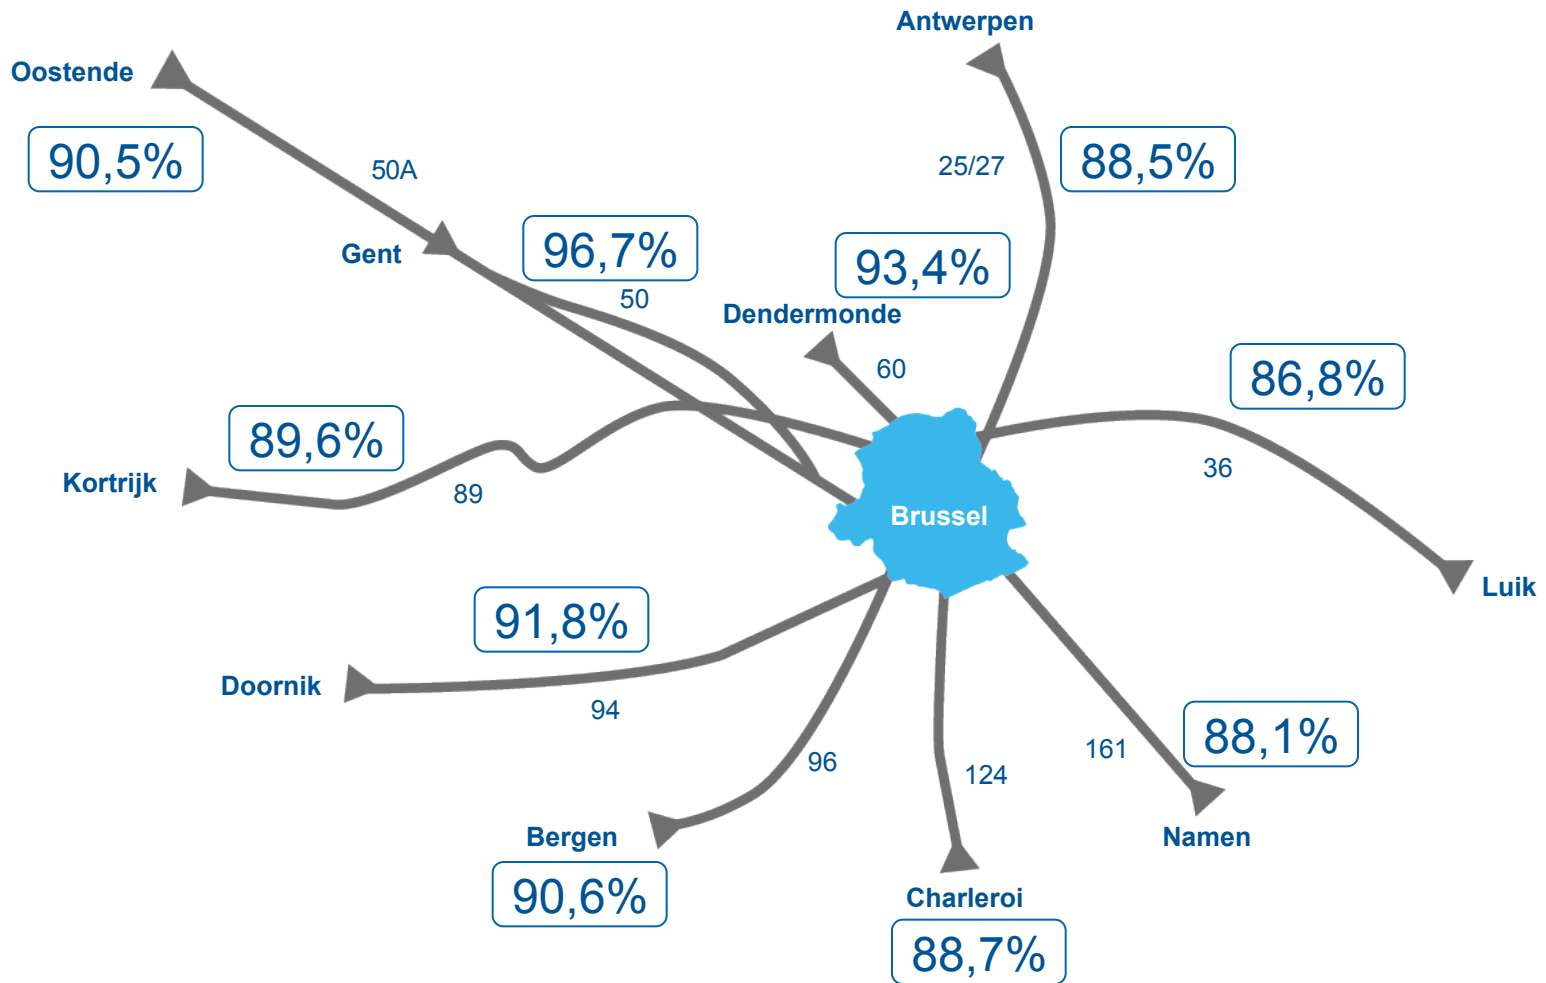 Antwerpen
Oostende
90,5%
50A
25/27
88,5%
Gent
96,7%
50
93,4%
Dendermonde
60
86,8%
89,6%
Kortrijk
89
36
Brussel
Luik
91,8%
Doornik
94
96
124
161
88,1%
Bergen
90,6%
Namen
Charleroi
88,7%